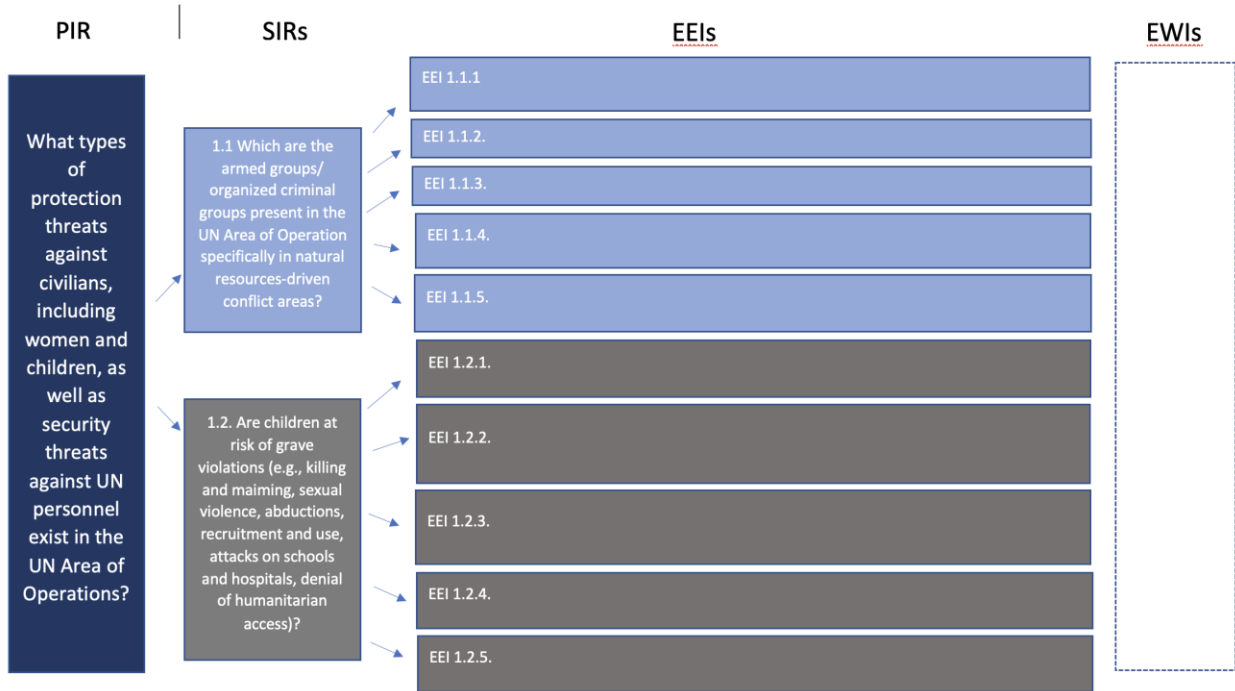 PIR
SIRs
EEIs
EWIs
What types
of
protection
threats
against
civilians,
including
women and
children, as
well as
security
threats
against UN
personnel
exist in the
UN Area of
Operations?
1.1 Which are the
armed groups/
organized criminal
groups present in the
UN Area of Operation
specifically in natural
resources-driven
conflict areas?
1.2. Are children at
risk of grave
violations (e.g., killing
and maiming, sexual
violence, abductions,
recruitment and use,
attacks on schools
and hospitals, denial
of humanitarian
access)?
EEI 1.1.1
EEI 1.1.2.
EEI 1.1.3.
EEI 1.1.4.
EEI 1.1.5.
EEI 1.2.1.
EEI 1.2.2.
EEI 1.2.3.
EEI 1.2.4.
EEI 1.2.5.